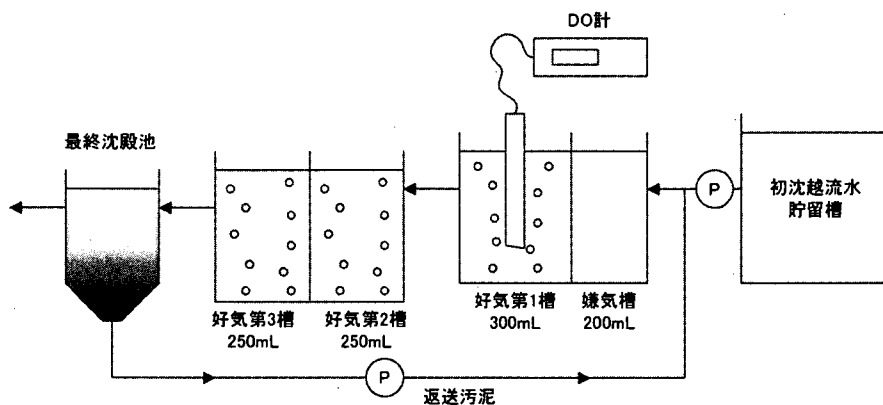 DO計
最終沈殿池
P
初沈越流水
貯留槽
好気第3槽
250mL
好気第2槽
250mL
好気第1槽
300mL
嫌気槽
200mL
P
返送汚泥